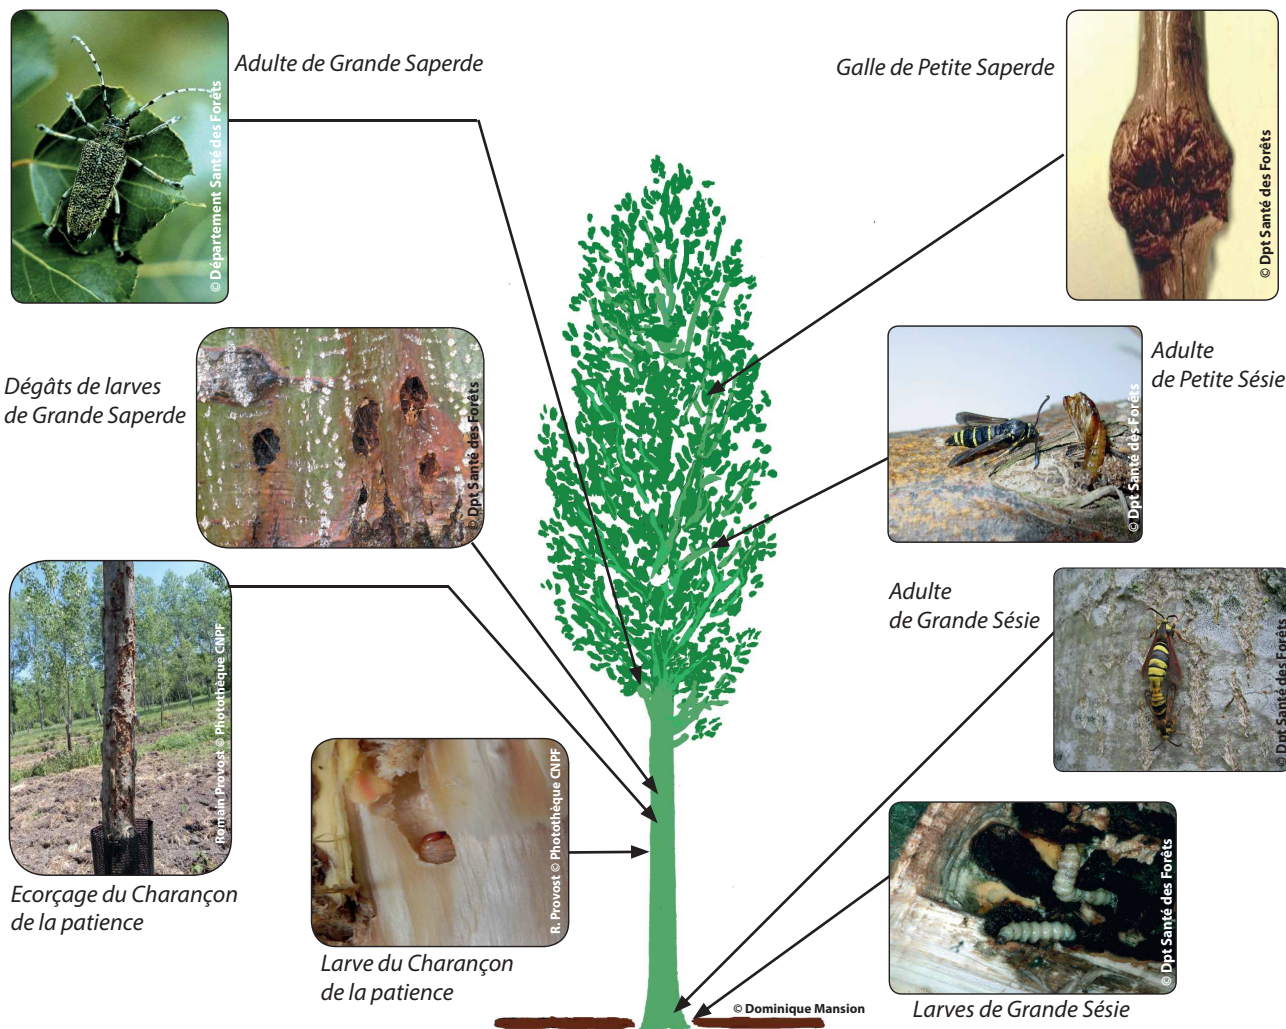 Adulte de Grande Saperde
© Département Santé des Forêts
Galle de Petite Saperde
© Dpt Santé des Forêts
Dégâts de larves
de Grande Saperde
© Dpt Santé des Forêts
Adulte
de Petite Sésie
© Dpt Santé des Forêts
Ecorçage du Charançon
de la patience
Romain Provost © Photothèque CNPF
Larve du Charançon
de la patience
R. Provost © Photothèque CNPF
Adulte
de Grande Sésie
© Dpt Santé des Forêts
Larves de Grande Sésie
© Dpt Santé des Forêts
© Dominique Mansion